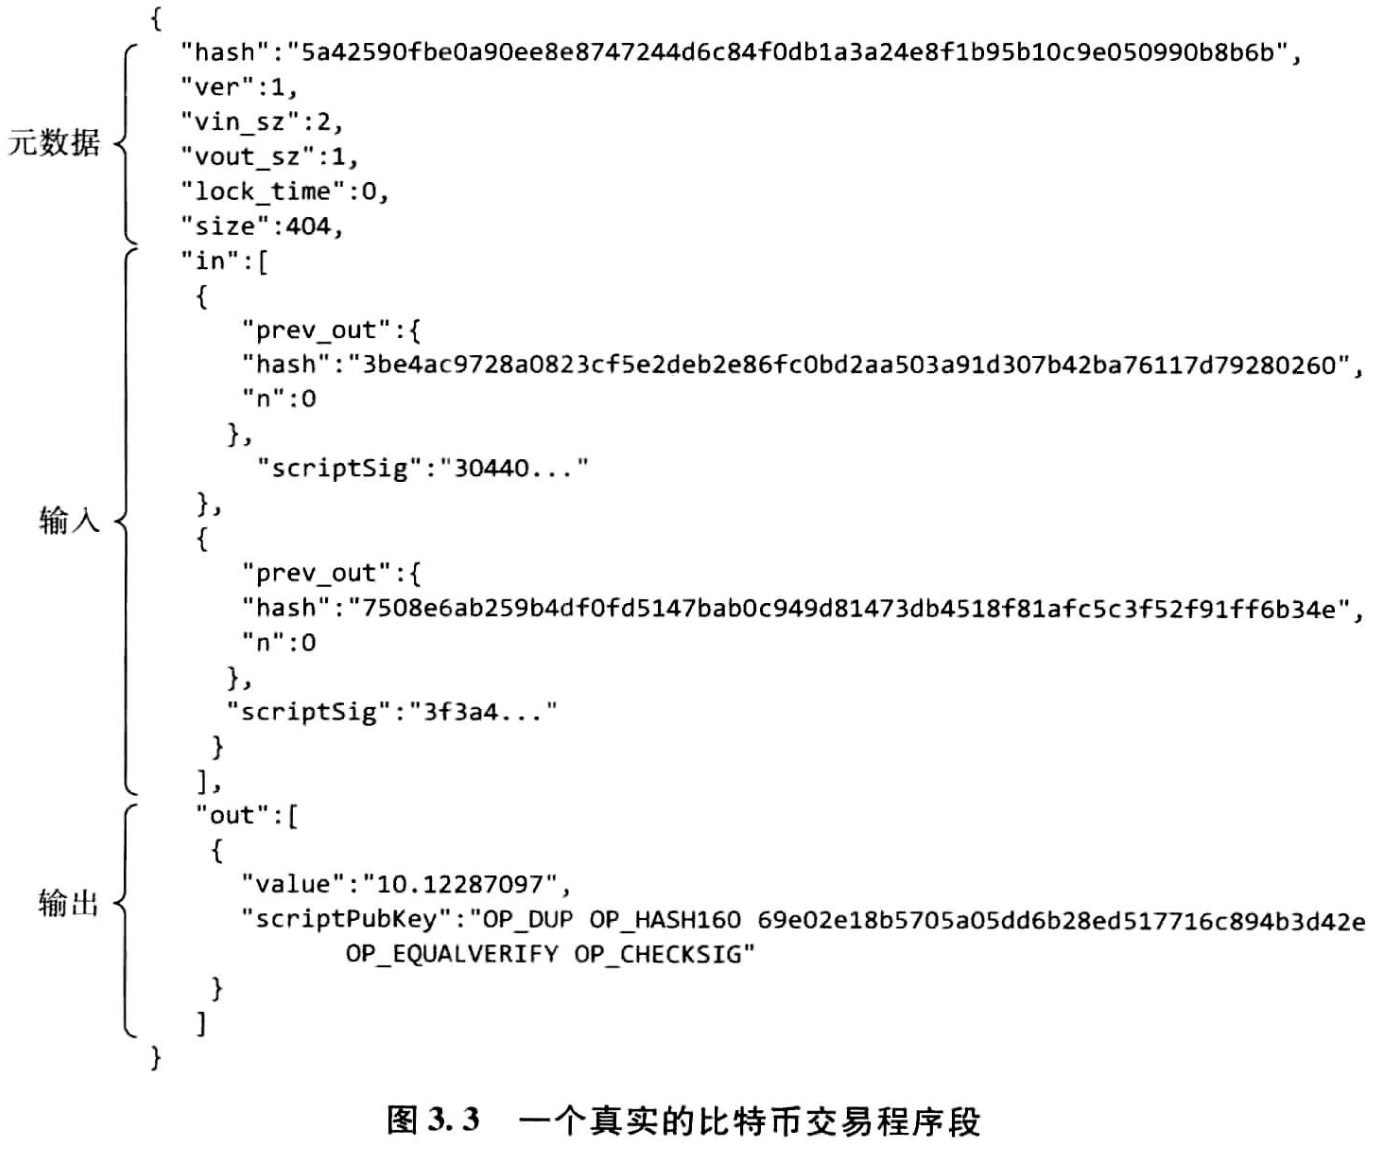 {
"hash":"5a42590fbe0a90ee8e8747244d6c84f0db1a3a24e8f1b95b10c9e050990b8b6b",
"ver":1,
"vin_sz":2,
元数据
"vout_sz":1,
"lock_time":0,
"size":404,
"in":[
{
"prev_out":{
"hash":"3be4ac9728a0823cf5e2deb2e86fc0bd2aa503a91d307b42ba76117d79280260",
"n":0
},
"scriptSig":"30440..."
},
输入
{
"prev_out":{
"hash":"7508e6ab259b4df0fd5147bab0c949d81473db4518f81afc5c3f52f91ff6b34e",
"n":0
},
"scriptSig":"3f3a4..."
}
],
"out":[
{
"value":"10.12287097",
输出
"scriptPubKey":"OP_DUP OP_HASH160 69e02e18b5705a05dd6b28ed517716c894b3d42e
OP_EQUALVERIFY OP_CHECKSIG"
}
]
}
图 3.3 一个真实的比特币交易程序段